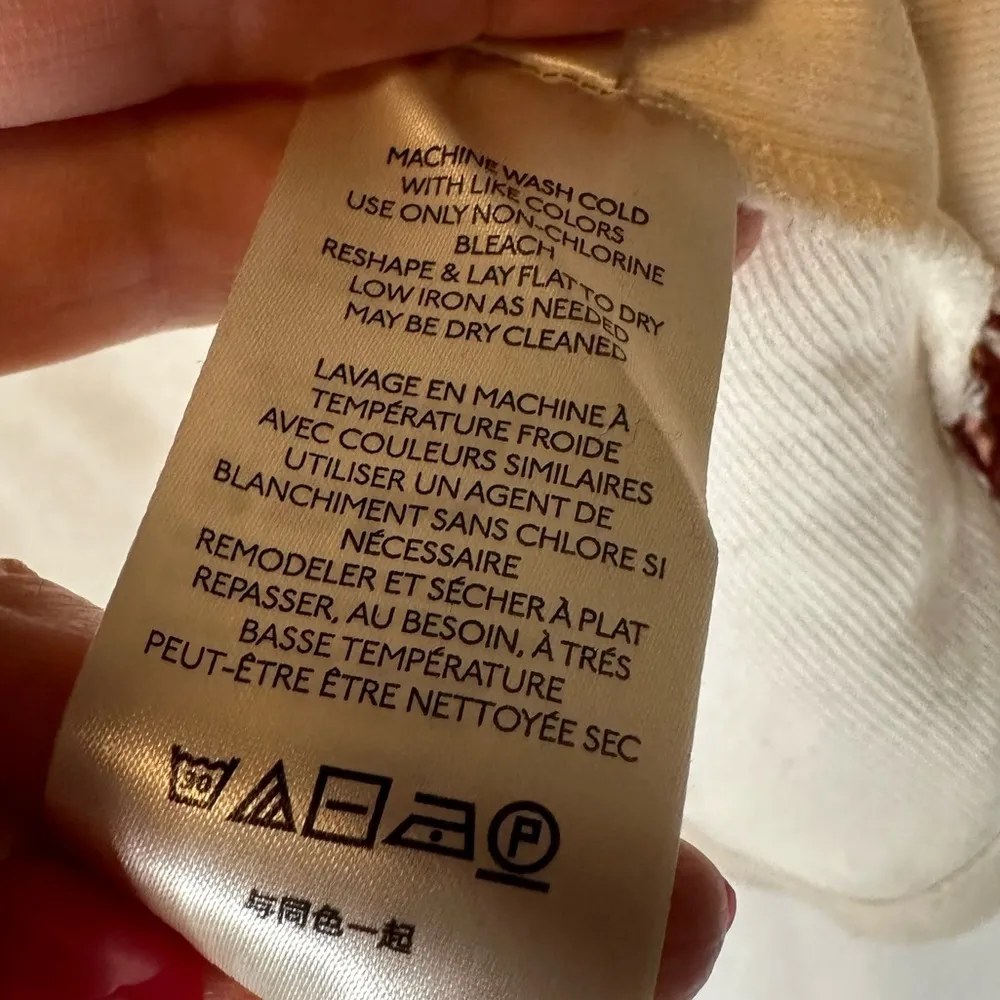 MACHINE WASH COLD
WITH LIKE COLORS
USE ONLY NON-CHLORINE
BLEACH
RESHAPE & LAY FLAT TO DRY
LOW IRON AS NEEDED
MAY BE DRY CLEANED
LAVAGE EN MACHINE À
TEMPÉRATURE FROIDE
AVEC COULEURS SIMILAIRES
UTILISER UN AGENT DE
BLANCHIMENT SANS CHLORE SI
NÉCESSAIRE
REMODELER ET SÉCHER À PLAT
REPASSER, AU BESOIN, À TRÉS
BASSE TEMPÉRATURE
PEUT-ÊTRE ÊTRE NETTOYÉE SEC
30 P
与同色一起